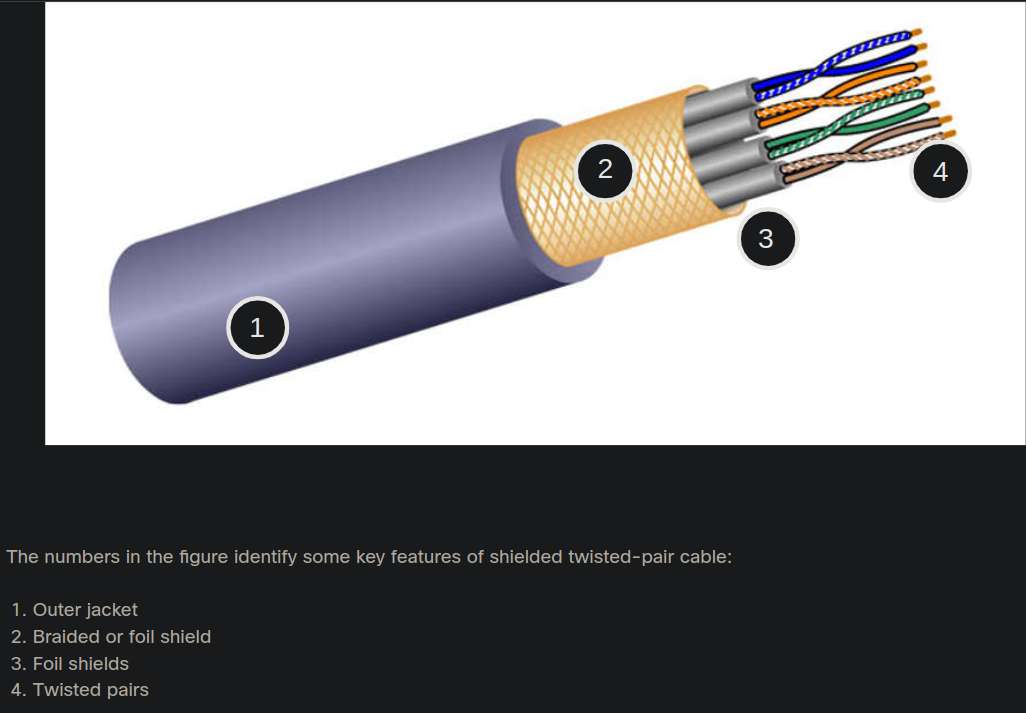 1
2
3
4
The numbers in the figure identify some key features of shielded twisted-pair cable:
1. Outer jacket
2. Braided or foil shield
3. Foil shields
4. Twisted pairs